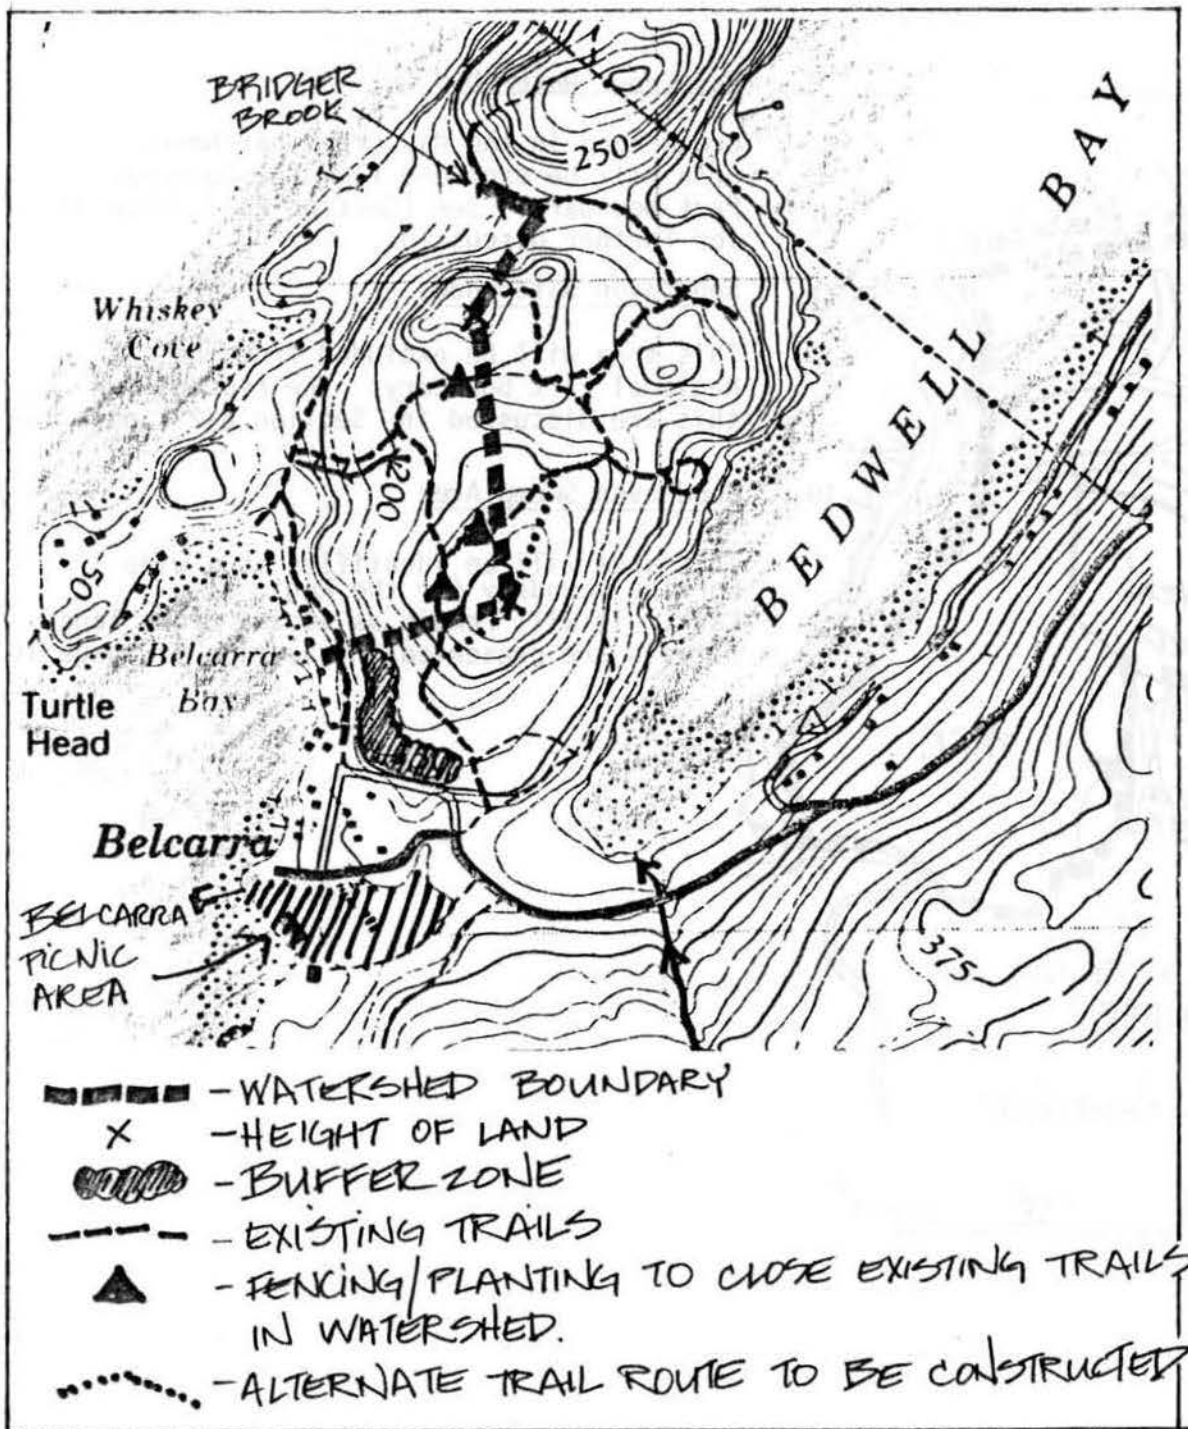 BRIDGER
BROOK
250
BEDWELL BAY
Whiskey
Cove
200
50
Belcarra
Bay
Turtle
Head
Belcarra
BELCARRA
PICNIC
AREA
375
- WATERSHED BOUNDARY
X - HEIGHT OF LAND
- BUFFER ZONE
- EXISTING TRAILS
- FENCING/PLANTING TO CLOSE EXISTING TRAILS
IN WATERSHED.
- ALTERNATE TRAIL ROUTE TO BE CONSTRUCTED